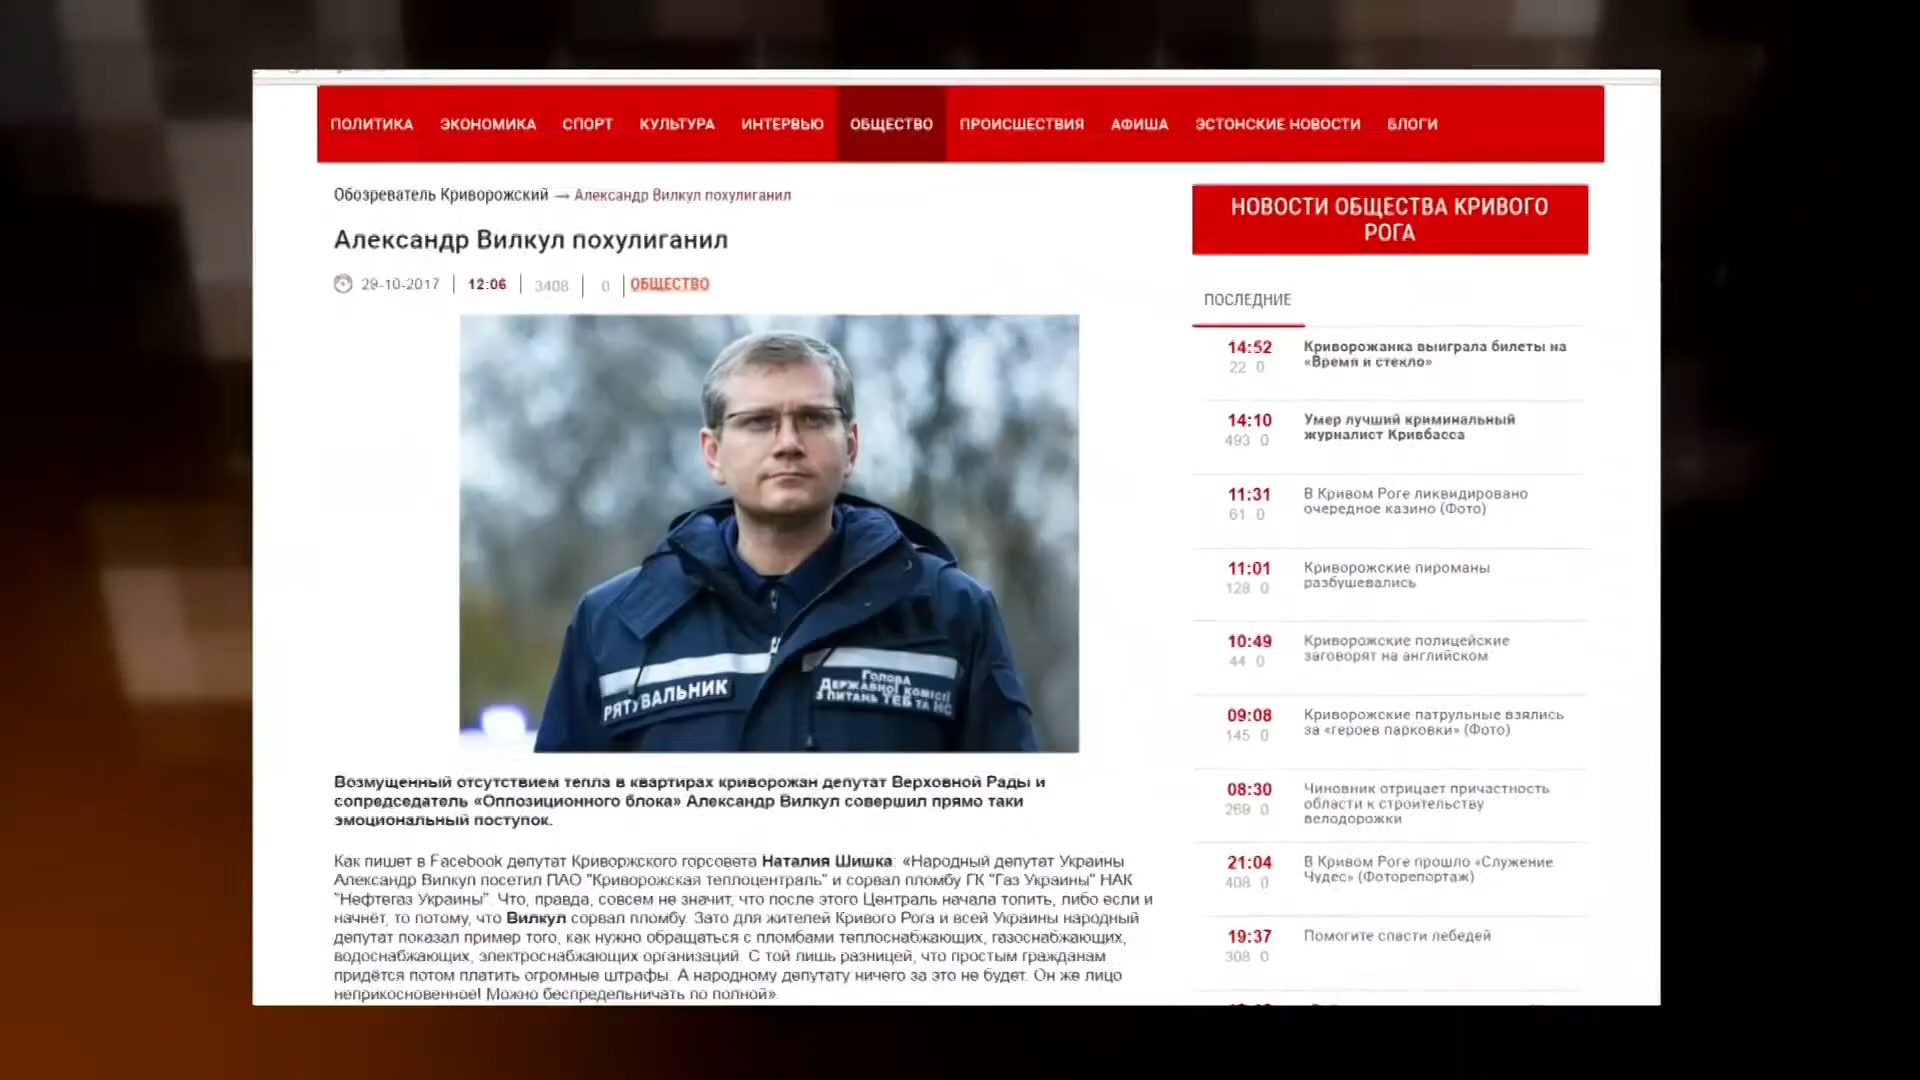 ПОЛИТИКА ЭКОНОМИКА СПОРТ КУЛЬТУРА ИНТЕРВЬЮ ОБЩЕСТВО ПРОИСШЕСТВИЯ АФИША ЭСТОНСКИЕ НОВОСТИ БЛОГИ
Обозреватель Криворожский → Александр Вилкул похулиганил
Александр Вилкул похулиганил
29-10-2017 12:06 3408 0 ОБЩЕСТВО
РЯТУВАЛЬНИК
Голова
Державної комісії
з питань ТЕБ та НС
Возмущенный отсутствием тепла в квартирах криворожан депутат Верховной Рады и
сопредседатель «Оппозиционного блока» Александр Вилкул совершил прямо таки
эмоциональный поступок.
Как пишет в Facebook депутат Криворжского горсовета Наталия Шишка: «Народный депутат Украины
Александр Вилкул посетил ПАО "Криворожская теплоцентраль" и сорвал пломбу ГК "Газ Украины" НАК
"Нефтегаз Украины". Что, правда, совсем не значит, что после этого Централь начала топить, либо если и
начнёт, то потому, что Вилкул сорвал пломбу. Зато для жителей Кривого Рога и всей Украины народный
депутат показал пример того, как нужно обращаться с пломбами теплоснабжающих, газоснабжающих,
водоснабжающих, электроснабжающих организаций. С той лишь разницей, что простым гражданам
придётся потом платить огромные штрафы. А народному депутату ничего за это не будет. Он же лицо
неприкосновенное! Можно беспредельничать по полной».
НОВОСТИ ОБЩЕСТВА КРИВОГО
РОГА
ПОСЛЕДНИЕ
14:52 Криворожанка выиграла билеты на
22 0 «Время и стекло»
14:10 Умер лучший криминальный
493 0 журналист Кривбасса
11:31 В Кривом Роге ликвидировано
61 0 очередное казино (Фото)
11:01 Криворожские пироманы
128 0 разбушевались
10:49 Криворожские полицейские
44 0 заговорят на английском
09:08 Криворожские патрульные взялись
145 0 за «героев парковки» (Фото)
08:30 Чиновник отрицает причастность
269 0 области к строительству
велодорожки
21:04 В Кривом Роге прошло «Служение
408 0 Чудес» (Фоторепортаж)
19:37 Помогите спасти лебедей
308 0